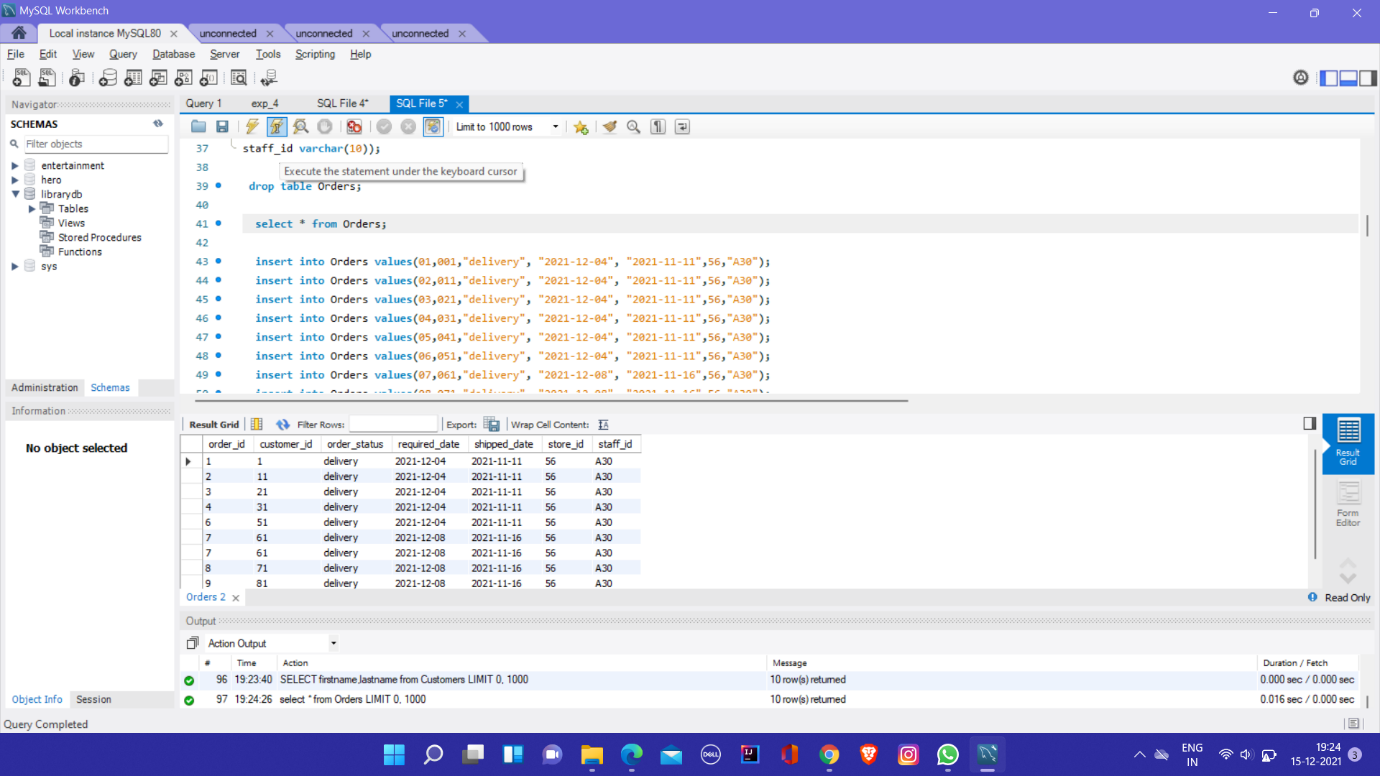 MySQL Workbench
Local instance MySQL80 unconnected unconnected unconnected
File Edit View Query Database Server Tools Scripting Help
Navigator Query 1 exp_4 SQL File 4* SQL File 5*
SCHEMAS
Limit to 1000 rows
Filter objects
entertainment
hero
librarydb
Tables
Views
Stored Procedures
Functions
sys
37 staff_id varchar(10));
38
Execute the statement under the keyboard cursor
39 drop table Orders;
40
41 select * from Orders;
42
43 insert into Orders values(01,001,"delivery", "2021-12-04", "2021-11-11",56,"A30");
44 insert into Orders values(02,011,"delivery", "2021-12-04", "2021-11-11",56,"A30");
45 insert into Orders values(03,021,"delivery", "2021-12-04", "2021-11-11",56,"A30");
46 insert into Orders values(04,031,"delivery", "2021-12-04", "2021-11-11",56,"A30");
47 insert into Orders values(05,041,"delivery", "2021-12-04", "2021-11-11",56,"A30");
48 insert into Orders values(06,051,"delivery", "2021-12-04", "2021-11-11",56,"A30");
49 insert into Orders values(07,061,"delivery", "2021-12-08", "2021-11-16",56,"A30");
Administration Schemas
Information
No object selected
Result Grid Filter Rows: Export: Wrap Cell Content:
order_id customer_id order_status required_date shipped_date store_id staff_id
1 1 delivery 2021-12-04 2021-11-11 56 A30
2 11 delivery 2021-12-04 2021-11-11 56 A30
3 21 delivery 2021-12-04 2021-11-11 56 A30
4 31 delivery 2021-12-04 2021-11-11 56 A30
6 51 delivery 2021-12-04 2021-11-11 56 A30
7 61 delivery 2021-12-08 2021-11-16 56 A30
7 61 delivery 2021-12-08 2021-11-16 56 A30
8 71 delivery 2021-12-08 2021-11-16 56 A30
9 81 delivery 2021-12-08 2021-11-16 56 A30
Result
Grid
Form
Editor
Orders 2
Read Only
Output
Action Output
# Time Action Message Duration / Fetch
96 19:23:40 SELECT firstname,lastname from Customers LIMIT 0, 1000 10 row(s) returned 0.000 sec / 0.000 sec
97 19:24:26 select * from Orders LIMIT 0, 1000 10 row(s) returned 0.016 sec / 0.000 sec
Object Info Session
Query Completed
DELL
IJ
ENG
IN
19:24
15-12-2021
3